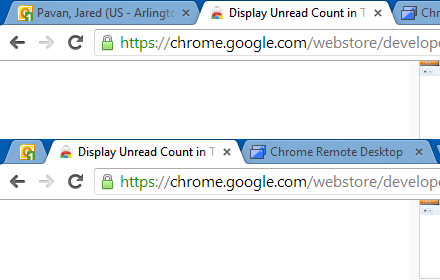 Pavan, Jared (US - Arlingto
Display Unread Count in T
Chr
https://chrome.google.com/webstore/develope
Display Unread Count in T
Chrome Remote Desktop
https://chrome.google.com/webstore/develope